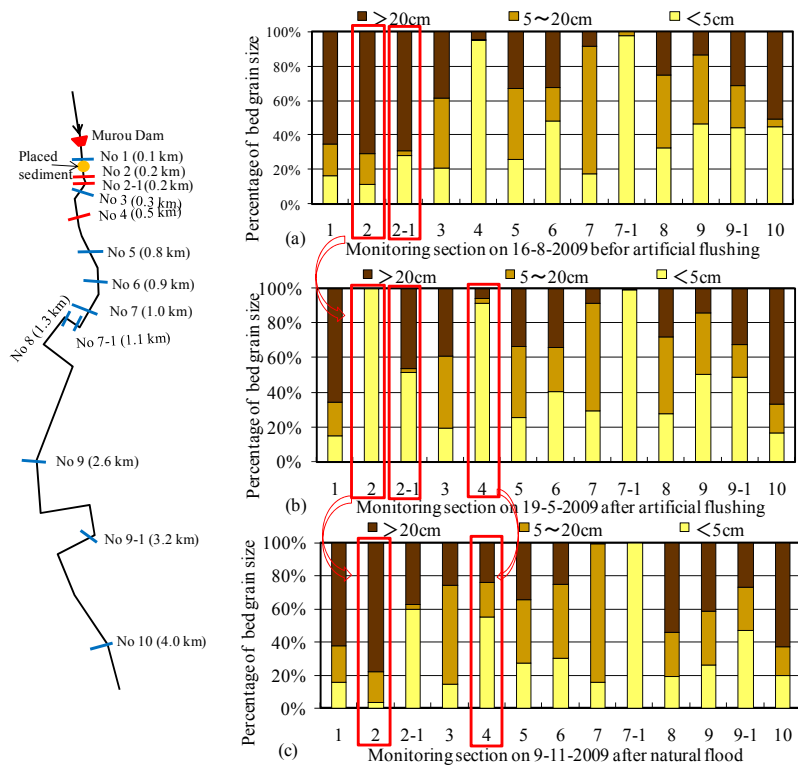 Murou Dam
Placed
sediment
No 1 (0.1 km)
No 2 (0.2 km)
No 2-1(0.2 km)
No 3 (0.3 km)
No 4 (0.5 km)
No 5 (0.8 km)
No 6 (0.9 km)
No 7 (1.0 km)
No 7-1 (1.1 km)
No 8 (1.3 km)
No 9 (2.6 km)
No 9-1 (3.2 km)
No 10 (4.0 km)
>20cm 5~20cm <5cm
Percentage of bed grain size
100%
80%
60%
40%
20%
0%
1 2 2-1 3 4 5 6 7 7-1 8 9 9-1 10
(a) Monitoring section on 16-8-2009 befor artificial flushing
>20cm 5~20cm <5cm
Percentage of bed grain size
100%
80%
60%
40%
20%
0%
1 2 2-1 3 4 5 6 7 7-1 8 9 9-1 10
(b) Monitoring section on 19-5-2009 after artificial flushing
>20cm 5~20cm <5cm
Percentage of bed grain size
100%
80%
60%
40%
20%
0%
1 2 2-1 3 4 5 6 7 7-1 8 9 9-1 10
(c) Monitoring section on 9-11-2009 after natural flood